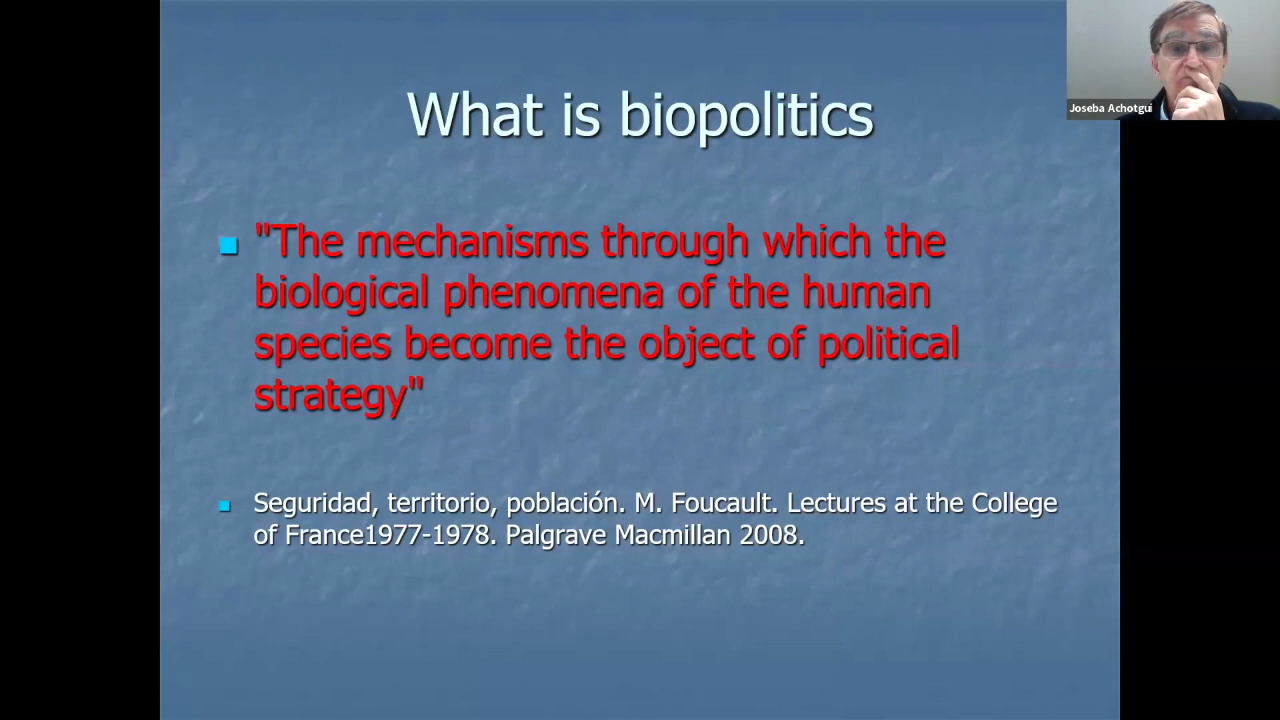 What is biopolitics
"The mechanisms through which the
biological phenomena of the human
species become the object of political
strategy"
Seguridad, territorio, población. M. Foucault. Lectures at the College
of France1977-1978. Palgrave Macmillan 2008.
Joseba Achotgui